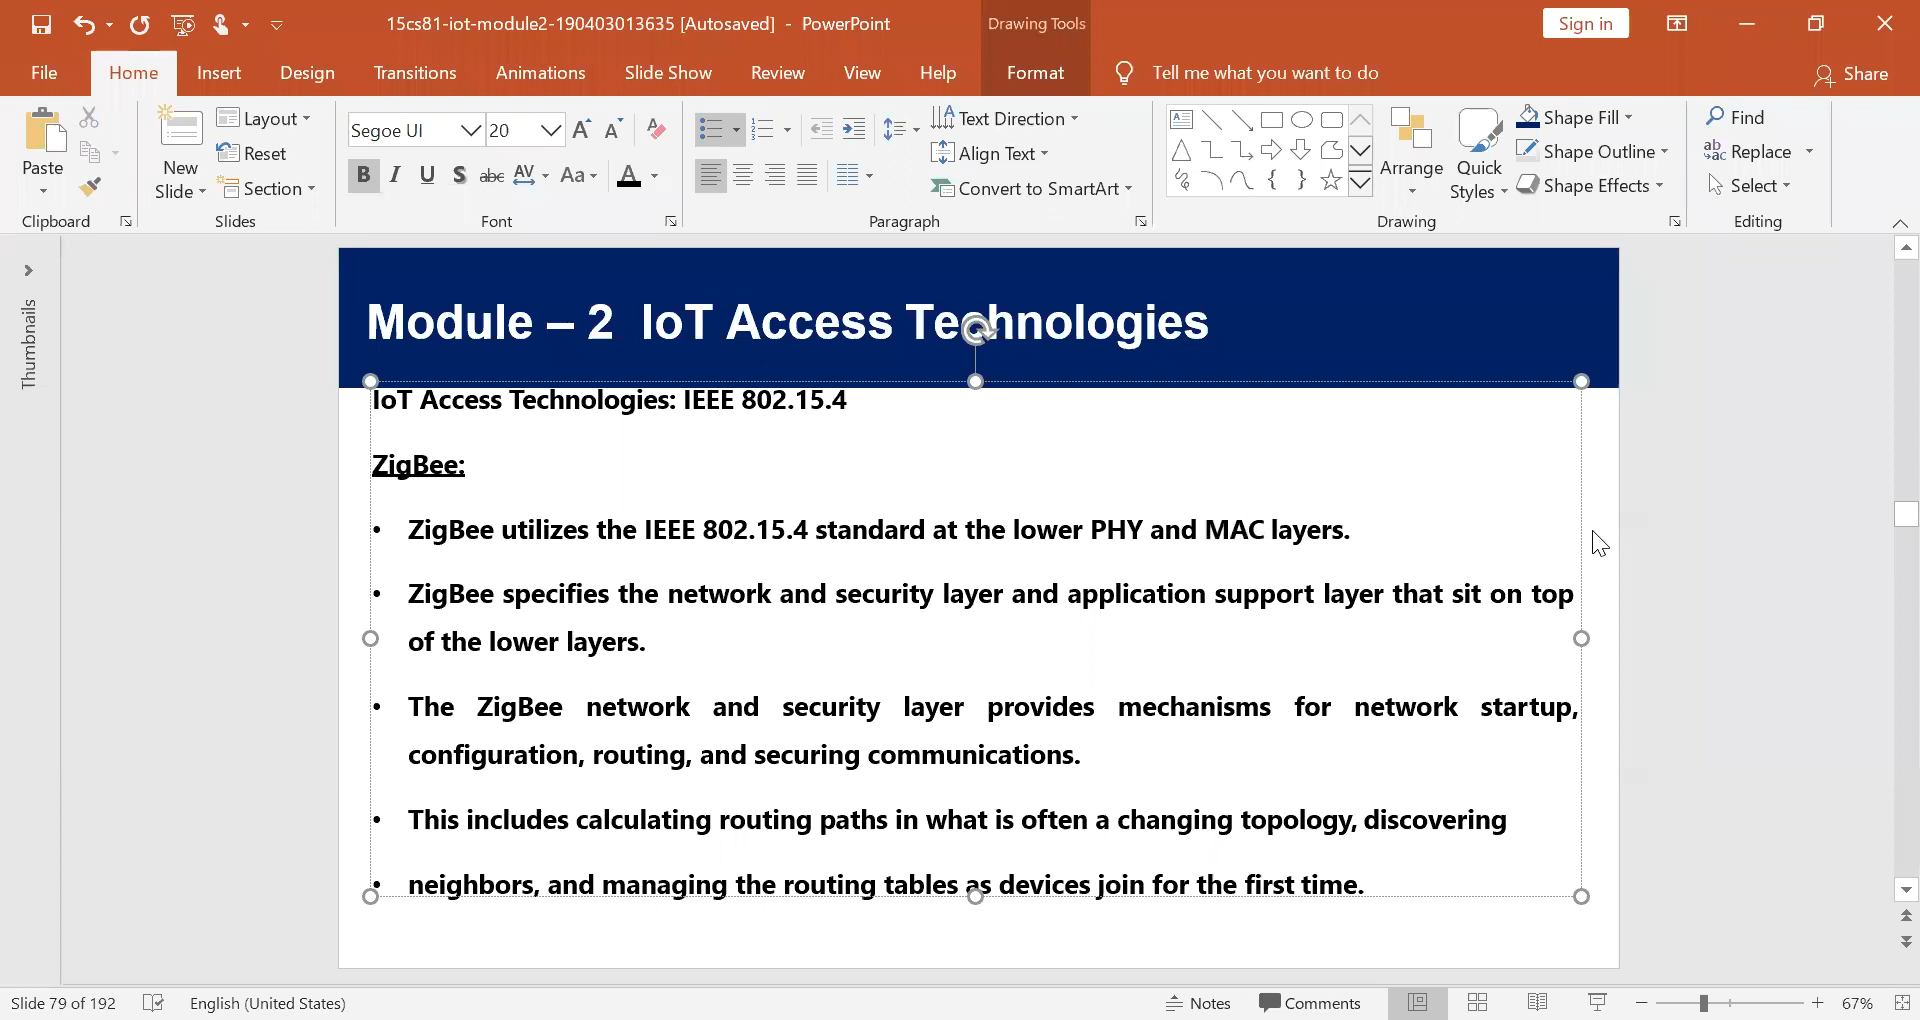 15cs81-iot-module2-190403013635 [Autosaved] - PowerPoint
Drawing Tools
Sign in
File
Home
Insert
Design
Transitions
Animations
Slide Show
Review
View
Help
Format
Tell me what you want to do
Share
Paste
Clipboard
New
Slide
Layout
Reset
Section
Slides
Segoe UI
20
B I U S abc AV Aa A
Font
Text Direction
Align Text
Convert to SmartArt
Paragraph
Arrange
Quick
Styles
Shape Fill
Shape Outline
Shape Effects
Drawing
Find
Replace
Select
Editing
Thumbnails
Module – 2 IoT Access Technologies
IoT Access Technologies: IEEE 802.15.4
ZigBee:
• ZigBee utilizes the IEEE 802.15.4 standard at the lower PHY and MAC layers.
• ZigBee specifies the network and security layer and application support layer that sit on top
of the lower layers.
• The ZigBee network and security layer provides mechanisms for network startup,
configuration, routing, and securing communications.
• This includes calculating routing paths in what is often a changing topology, discovering
• neighbors, and managing the routing tables as devices join for the first time.
Slide 79 of 192
English (United States)
Notes
Comments
67%